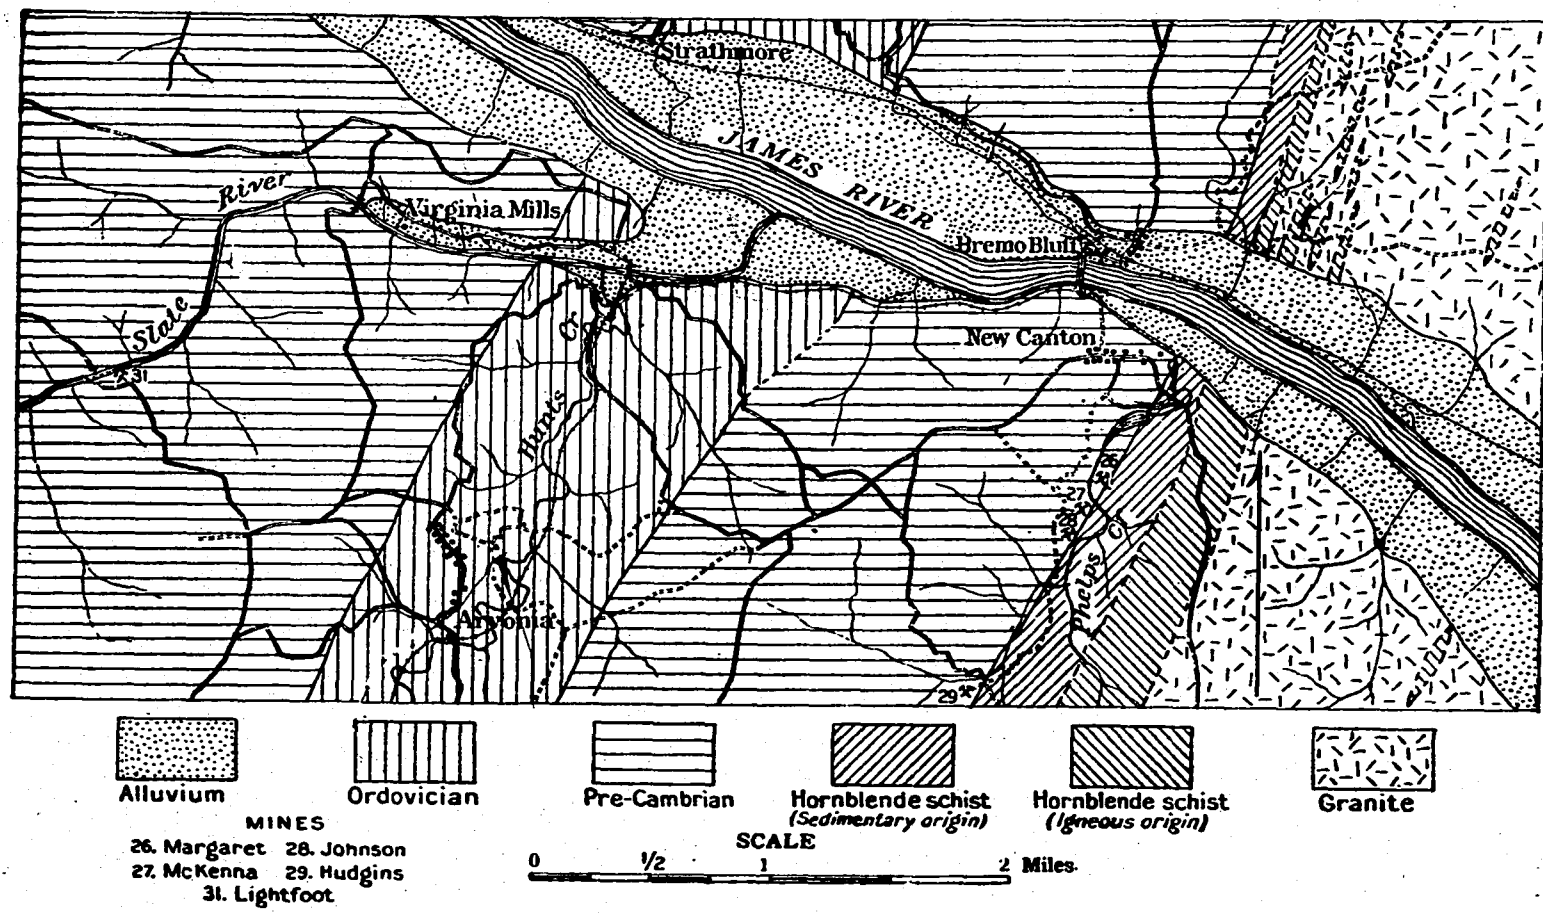 Strathmore
JAMES RIVER
Slate River
Virginia Mills
Bremo Bluff
New Canton
Hunts Cr.
31
26
27
28
Phelps Cr.
Arvonia
29
Alluvium
Ordovician
Pre-Cambrian
Hornblende schist
(Sedimentary origin)
Hornblende schist
(Igneous origin)
Granite
MINES
26. Margaret 28. Johnson
27. McKenna 29. Hudgins
31. Lightfoot
SCALE
0 1/2 1 2 Miles.